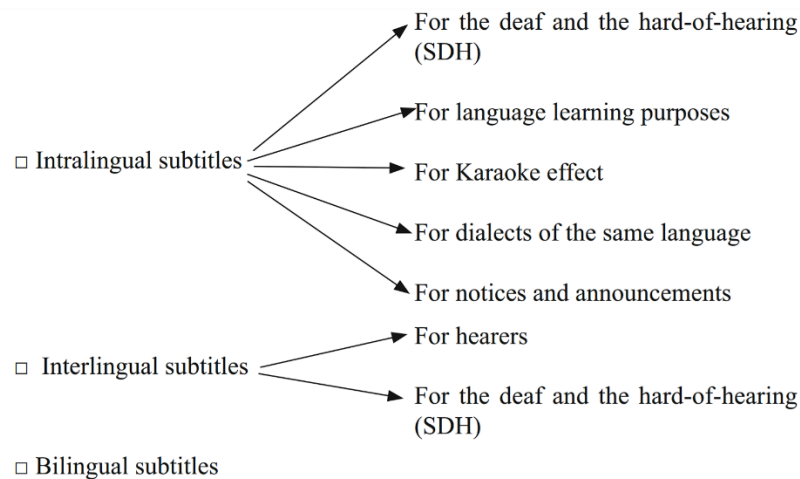 For the deaf and the hard-of-hearing
(SDH)
For language learning purposes
□ Intralingual subtitles
For Karaoke effect
For dialects of the same language
For notices and announcements
For hearers
□ Interlingual subtitles
For the deaf and the hard-of-hearing
(SDH)
□ Bilingual subtitles